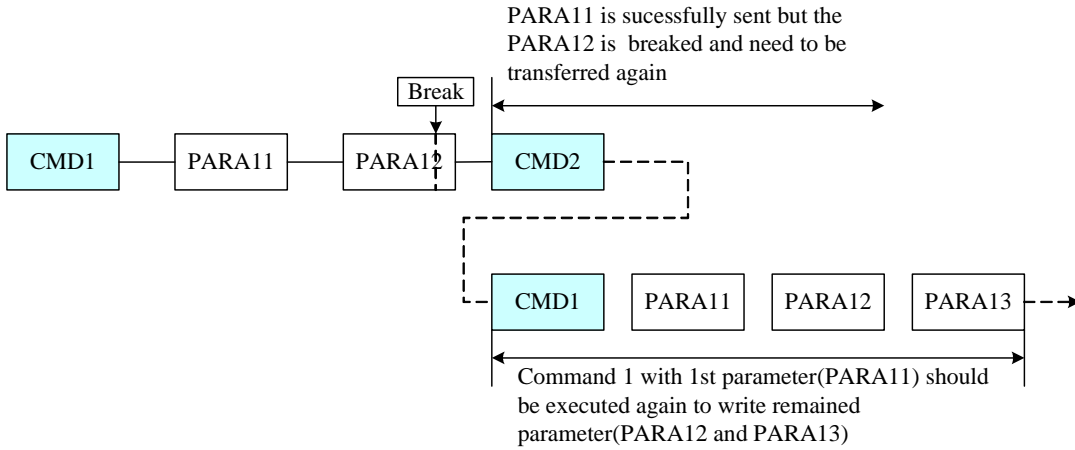 PARA11 is sucessfully sent but the
PARA12 is breaked and need to be
transferred again
Break
CMD1
PARA11
PARA12
CMD2
CMD1
PARA11
PARA12
PARA13
Command 1 with 1st parameter(PARA11) should
be executed again to write remained
parameter(PARA12 and PARA13)